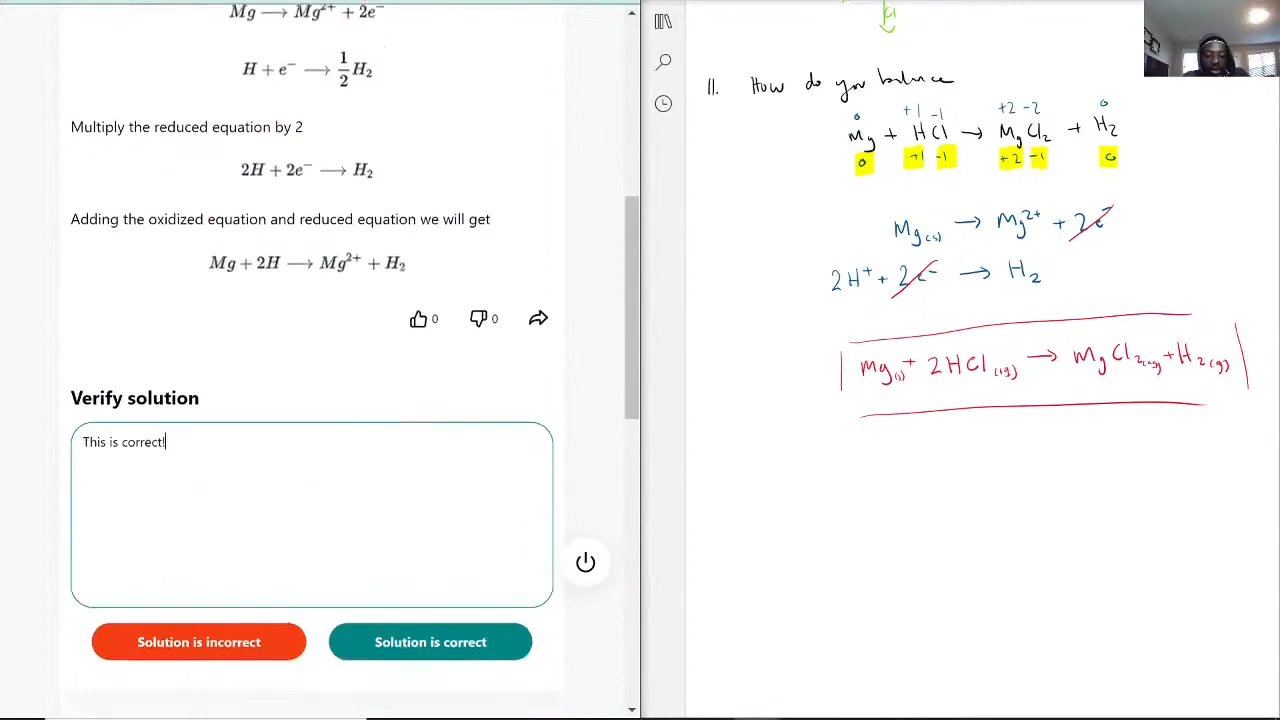 Mg ⟶ Mg²⁺ + 2e⁻
H + e⁻ ⟶ 1/2 H₂
Multiply the reduced equation by 2
2H + 2e⁻ ⟶ H₂
Adding the oxidized equation and reduced equation we will get
Mg + 2H ⟶ Mg²⁺ + H₂
0 0
Verify solution
This is correct!
Solution is incorrect Solution is correct
11. How do you balance
0 +1 -1 +2 -2 0
Mg + HCl → MgCl₂ + H₂
0 +1 -1 +2 -1 0
Mg(s) → Mg²⁺ + 2e⁻
2H⁺ + 2e⁻ → H₂
Mg(s) + 2HCl(aq) → MgCl₂(aq) + H₂(g)